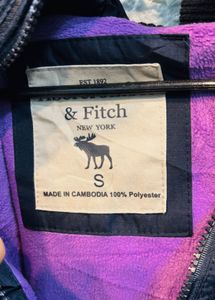 EST 1892
& Fitch
NEW YORK
S
MADE IN CAMBODIA 100% Polyester